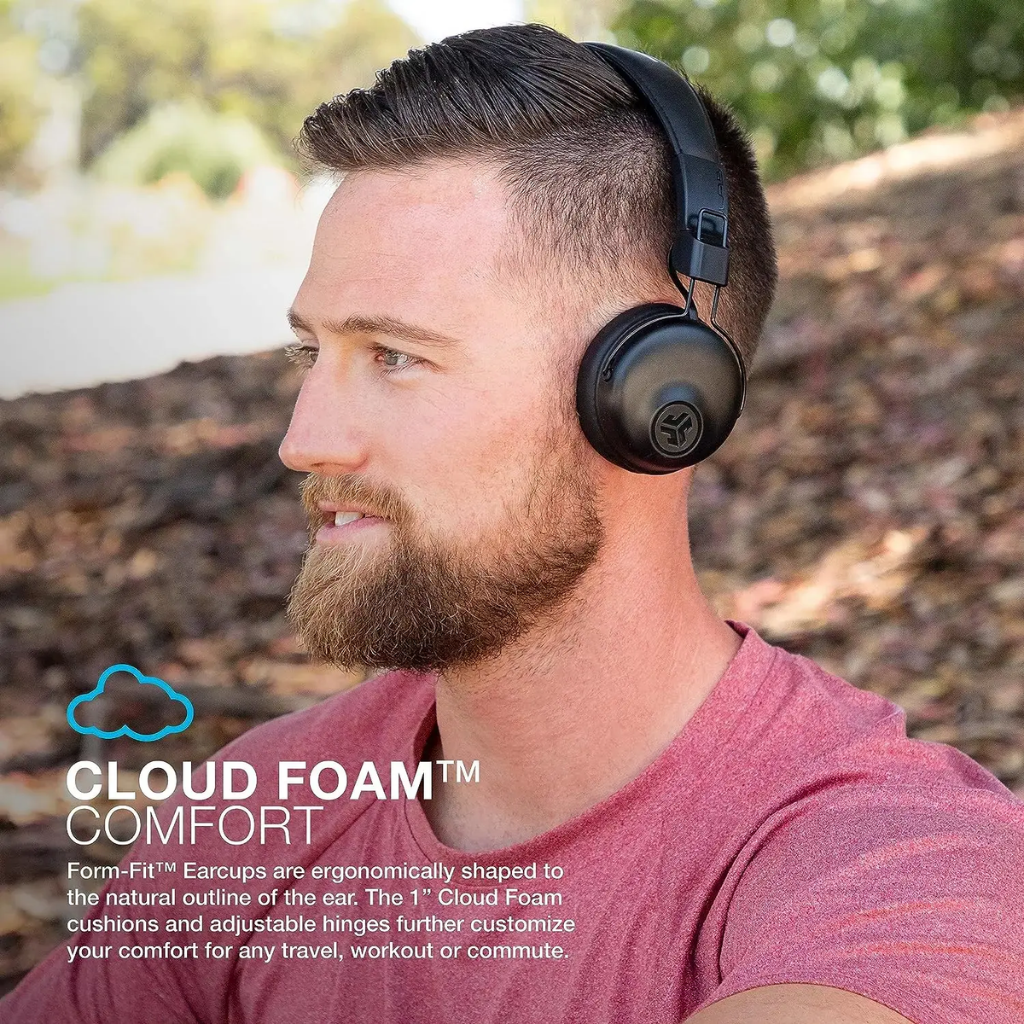 CLOUD FOAM™
COMFORT
Form-Fit™ Earcups are ergonomically shaped to
the natural outline of the ear. The 1” Cloud Foam
cushions and adjustable hinges further customize
your comfort for any travel, workout or commute.